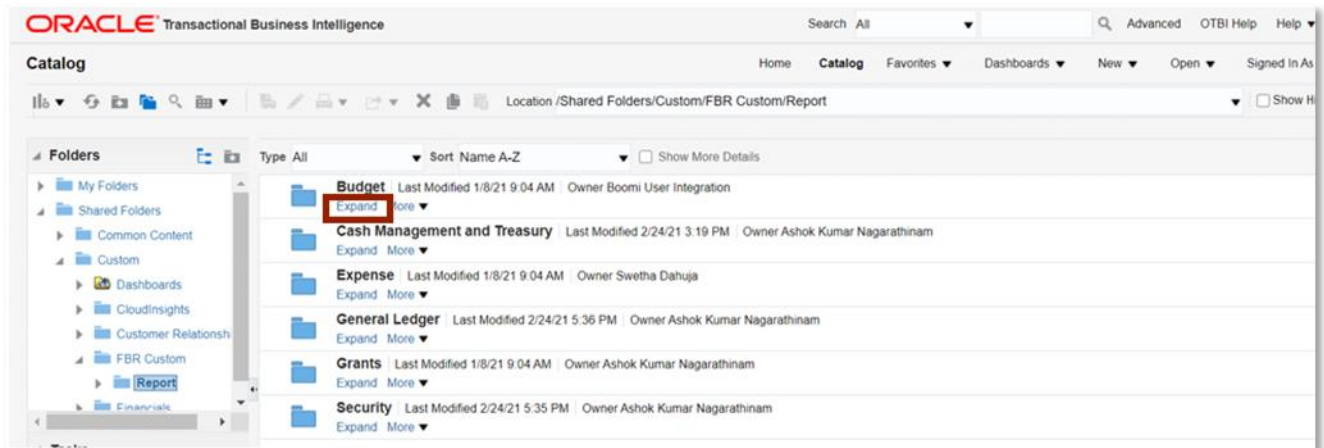 ORACLE Transactional Business Intelligence Search All Advanced OTBI Help Help
Catalog Home Catalog Favorites Dashboards New Open Signed In As
Location /Shared Folders/Custom/FBR Custom/Report Show
Folders Type All Sort Name A-Z Show More Details
My Folders
Shared Folders
Common Content
Custom
Dashboards
CloudInsights
Customer Relationsh
FBR Custom
Report
Financials
Budget Last Modified 1/8/21 9:04 AM Owner Boomi User Integration
Expand More
Cash Management and Treasury Last Modified 2/24/21 3:19 PM Owner Ashok Kumar Nagarathinam
Expand More
Expense Last Modified 1/8/21 9:04 AM Owner Swetha Dahuja
Expand More
General Ledger Last Modified 2/24/21 5:36 PM Owner Ashok Kumar Nagarathinam
Expand More
Grants Last Modified 1/8/21 9:04 AM Owner Ashok Kumar Nagarathinam
Expand More
Security Last Modified 2/24/21 5:35 PM Owner Ashok Kumar Nagarathinam
Expand More